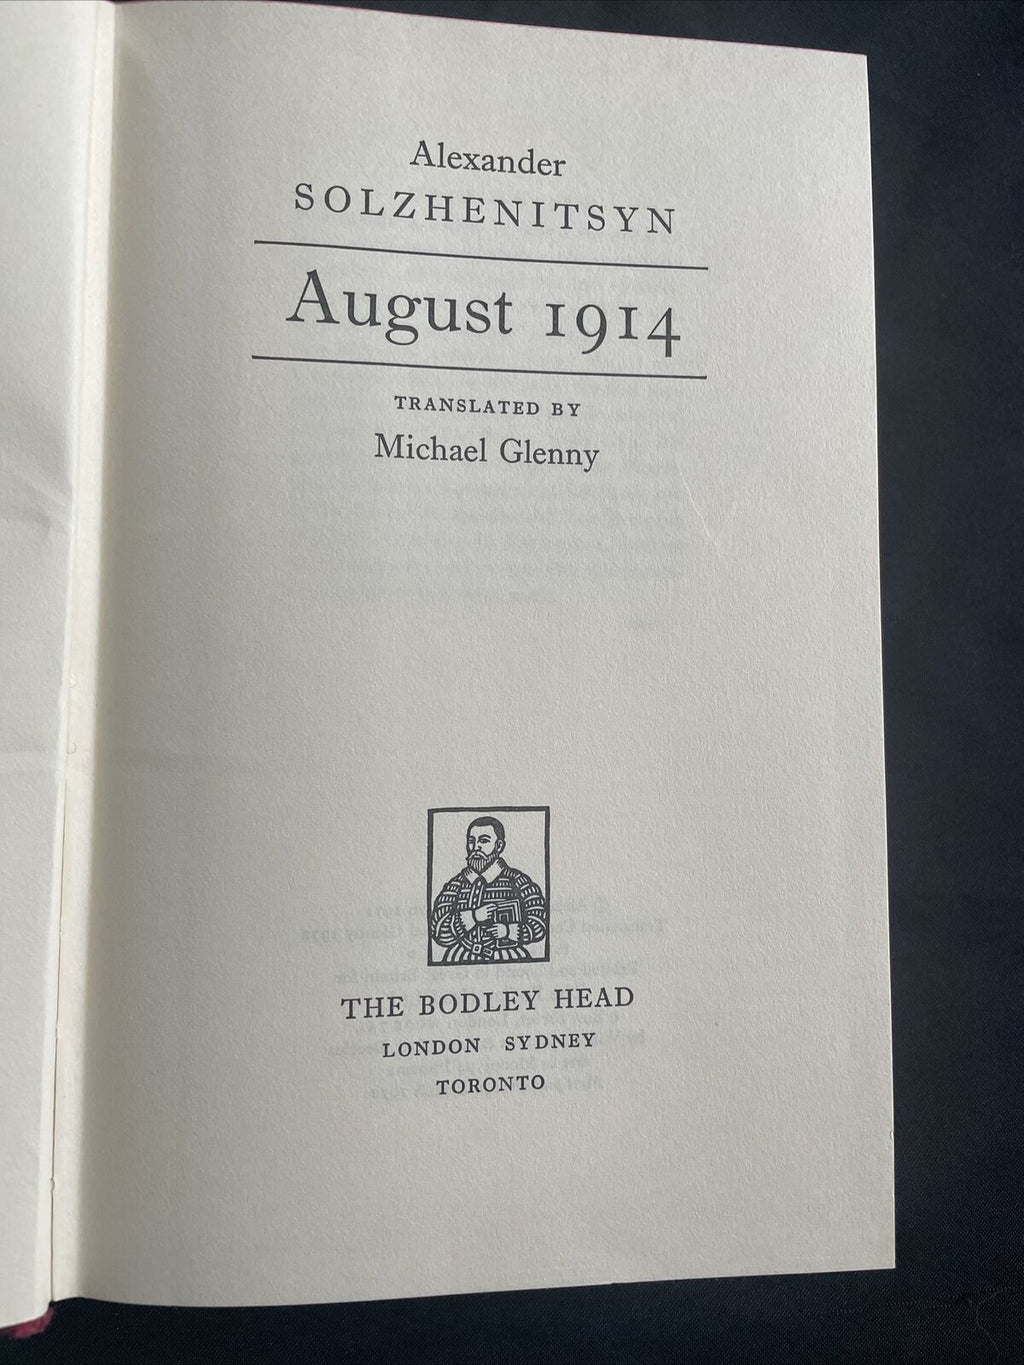 Alexander
SOLZHENITSYN
August 1914
TRANSLATED BY
Michael Glenny
THE BODLEY HEAD
LONDON SYDNEY
TORONTO